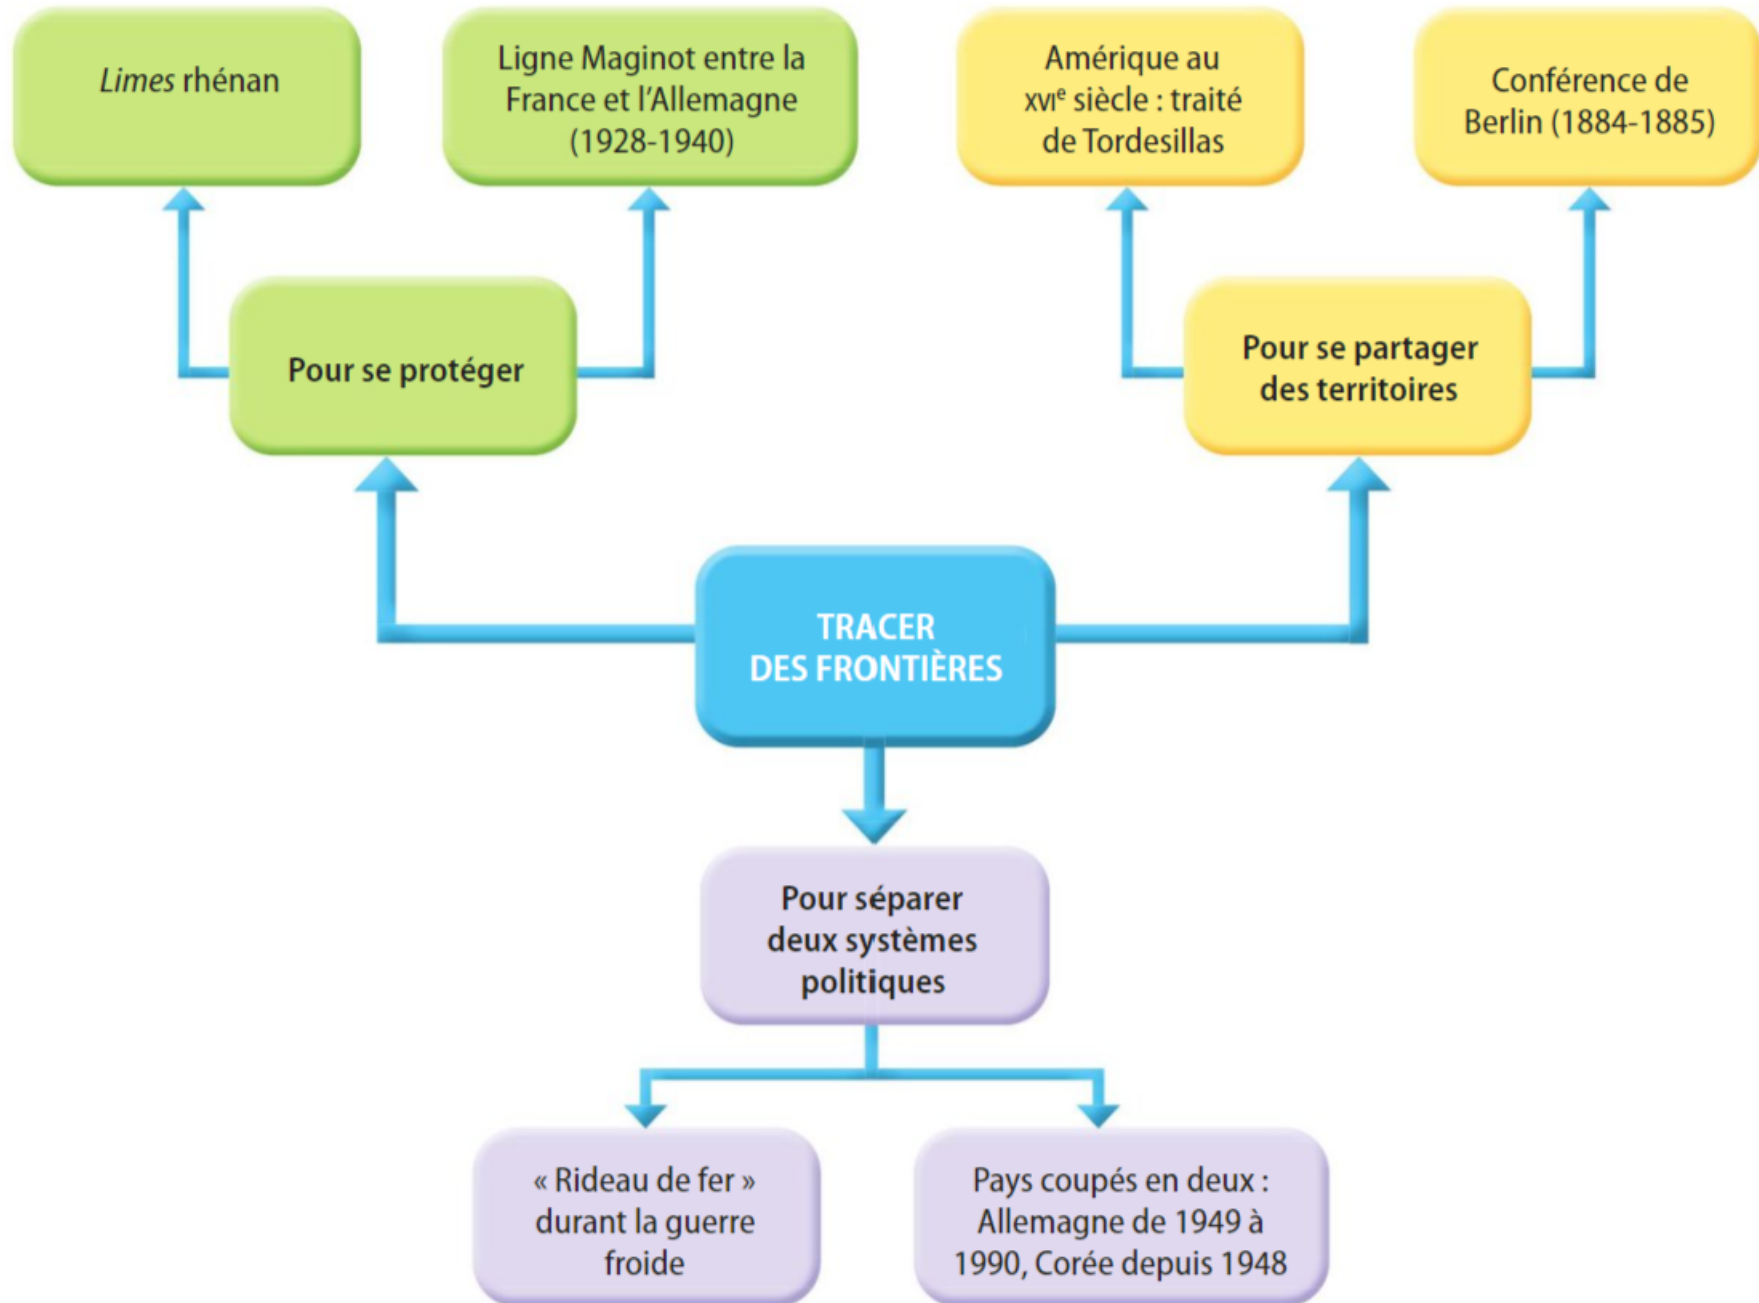 Limes rhénan
Ligne Maginot entre la
France et l'Allemagne
(1928-1940)
Amérique au
XVIe siècle : traité
de Tordesillas
Conférence de
Berlin (1884-1885)
Pour se protéger
Pour se partager
des territoires
TRACER
DES FRONTIÈRES
Pour séparer
deux systèmes
politiques
« Rideau de fer »
durant la guerre
froide
Pays coupés en deux :
Allemagne de 1949 à
1990, Corée depuis 1948